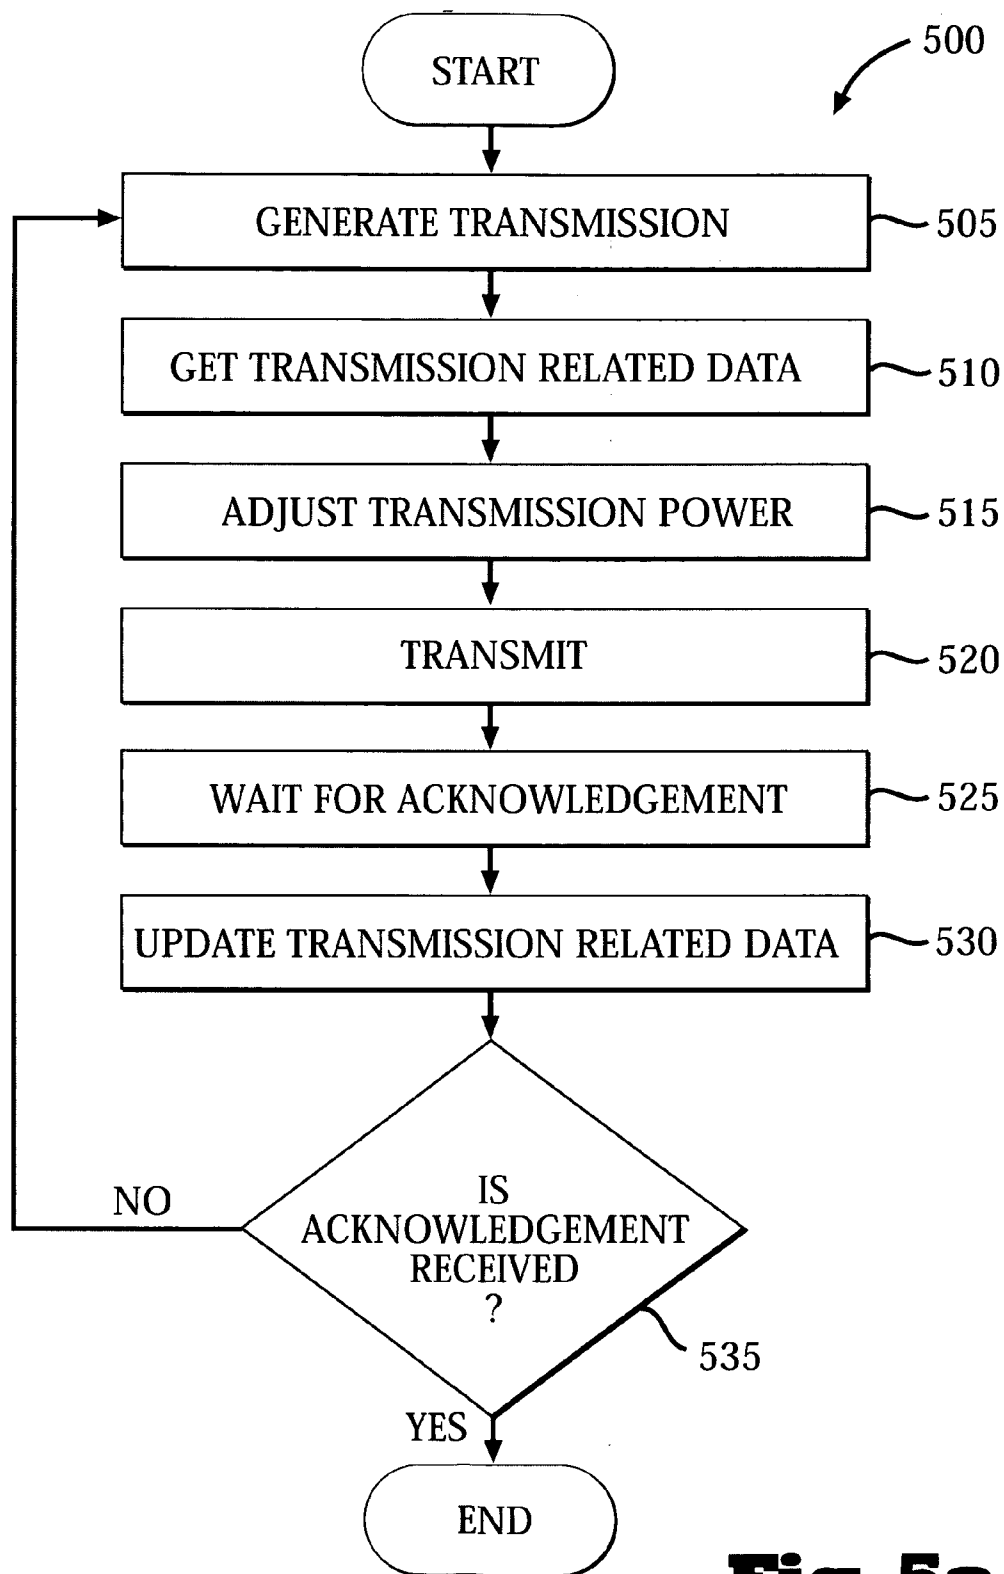 START
500
GENERATE TRANSMISSION
505
GET TRANSMISSION RELATED DATA
510
ADJUST TRANSMISSION POWER
515
TRANSMIT
520
WAIT FOR ACKNOWLEDGEMENT
525
UPDATE TRANSMISSION RELATED DATA
530
IS
ACKNOWLEDGEMENT
RECEIVED
?
NO
535
YES
END